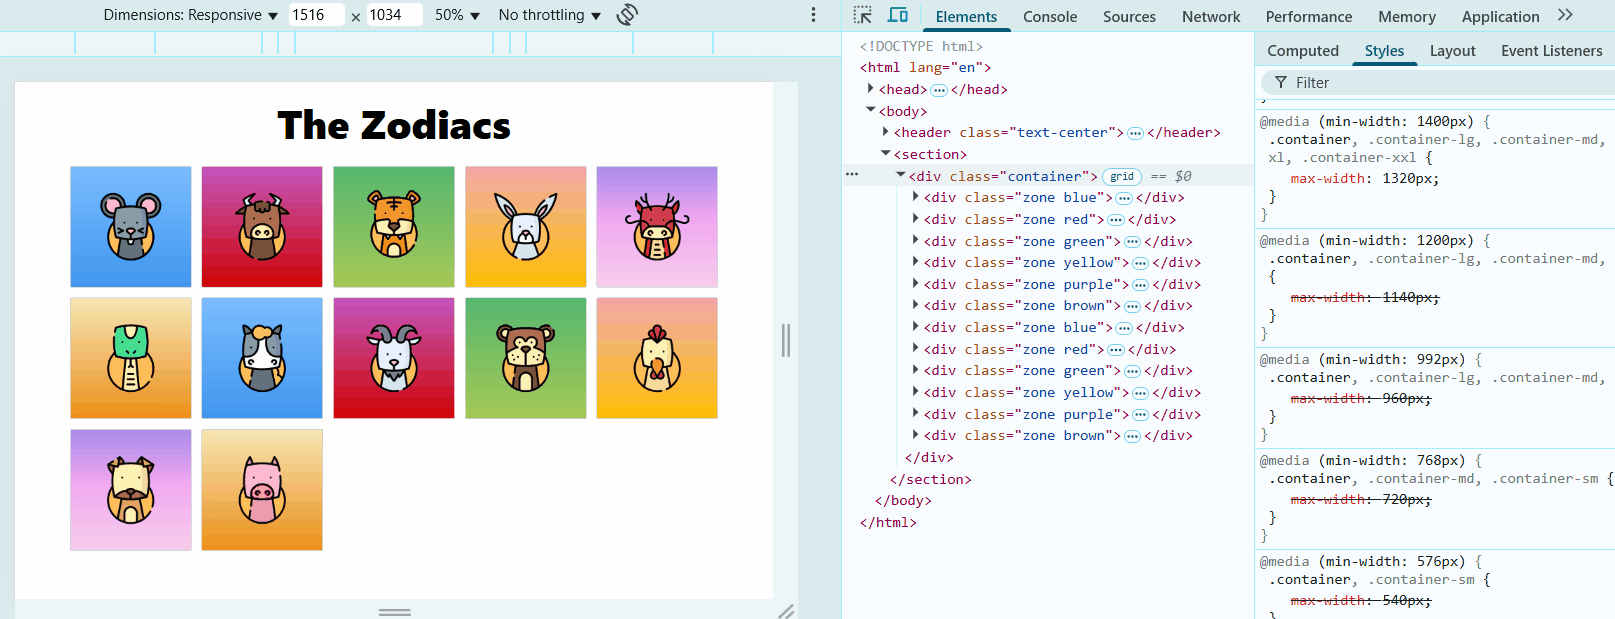 Dimensions: Responsive ▼ 1516 × 1034 50% ▼ No throttling ▼
Elements Console Sources Network Performance Memory Application
The Zodiacs
<!DOCTYPE html>
<html lang="en">
<head> ··· </head>
<body>
<header class="text-center"> ··· </header>
<section>
··· <div class="container"> grid == $0
<div class="zone blue"> ··· </div>
<div class="zone red"> ··· </div>
<div class="zone green"> ··· </div>
<div class="zone yellow"> ··· </div>
<div class="zone purple"> ··· </div>
<div class="zone brown"> ··· </div>
<div class="zone blue"> ··· </div>
<div class="zone red"> ··· </div>
<div class="zone green"> ··· </div>
<div class="zone yellow"> ··· </div>
<div class="zone purple"> ··· </div>
<div class="zone brown"> ··· </div>
</div>
</section>
</body>
</html>
Computed Styles Layout Event Listeners
Filter
}
@media (min-width: 1400px) {
.container, .container-lg, .container-md,
xl, .container-xxl {
max-width: 1320px;
}
}
@media (min-width: 1200px) {
.container, .container-lg, .container-md,
{
max-width: 1140px;
}
}
@media (min-width: 992px) {
.container, .container-lg, .container-md,
max-width: 960px;
}
}
@media (min-width: 768px) {
.container, .container-md, .container-sm {
max-width: 720px;
}
}
@media (min-width: 576px) {
.container, .container-sm {
max-width: 540px;
}